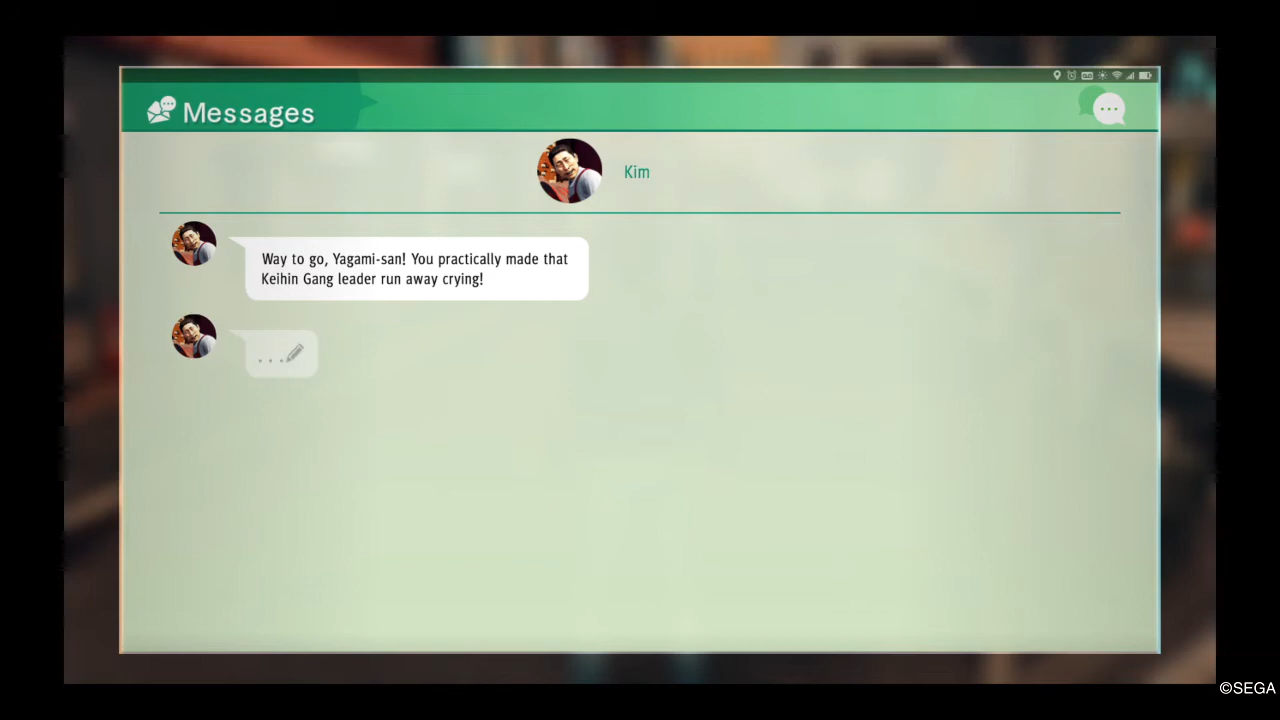 Messages
Kim
Way to go, Yagami-san! You practically made that
Keihin Gang leader run away crying!
...
©SEGA